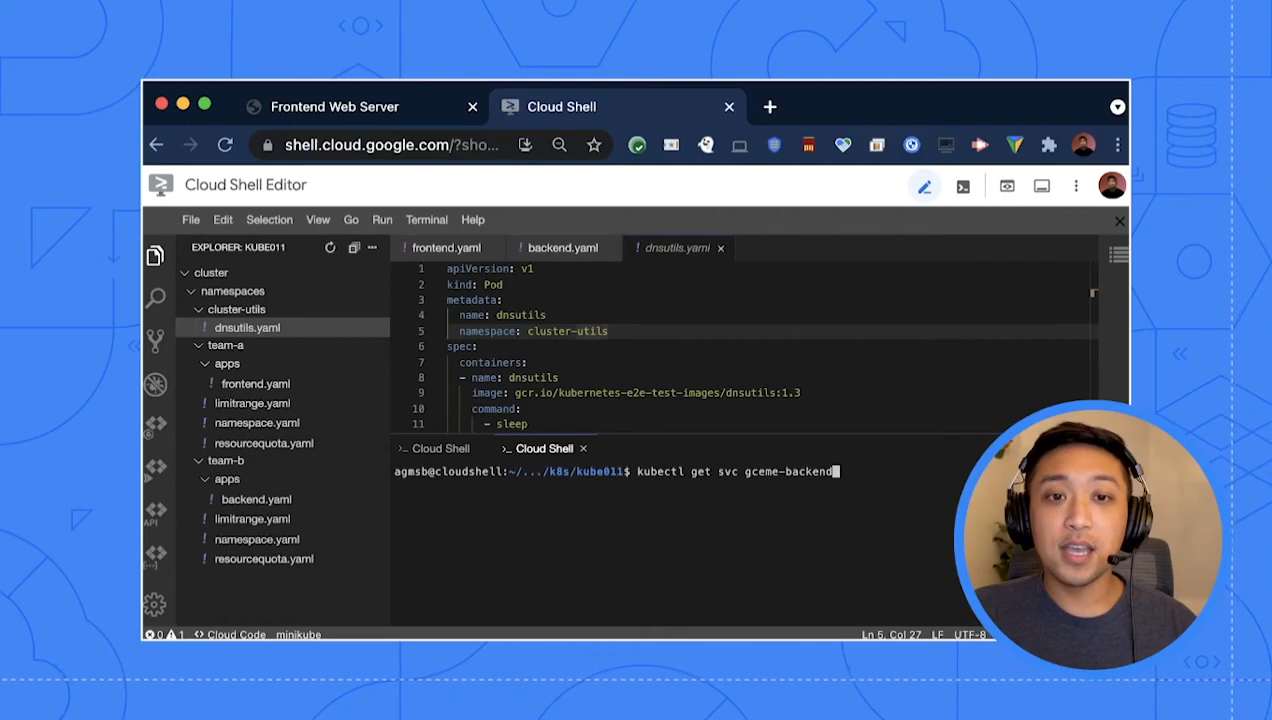 Frontend Web Server
Cloud Shell
shell.cloud.google.com/?sho...
Cloud Shell Editor
File Edit Selection View Go Run Terminal Help
EXPLORER: KUBE011
frontend.yaml
backend.yaml
dnsutils.yaml
cluster
namespaces
cluster-utils
! dnsutils.yaml
team-a
apps
! frontend.yaml
! limitrange.yaml
! namespace.yaml
! resourcequota.yaml
team-b
apps
! backend.yaml
! limitrange.yaml
! namespace.yaml
! resourcequota.yaml
API
1 apiVersion: v1
2 kind: Pod
3 metadata:
4 name: dnsutils
5 namespace: cluster-utils
6 spec:
7 containers:
8 - name: dnsutils
9 image: gcr.io/kubernetes-e2e-test-images/dnsutils:1.3
10 command:
11 - sleep
>_ Cloud Shell
>_ Cloud Shell
agmsb@cloudshell:~/.../k8s/kube011$ kubectl get svc gceme-backend
0 1 Cloud Code minikube
Ln 5, Col 27 LF UTF-8